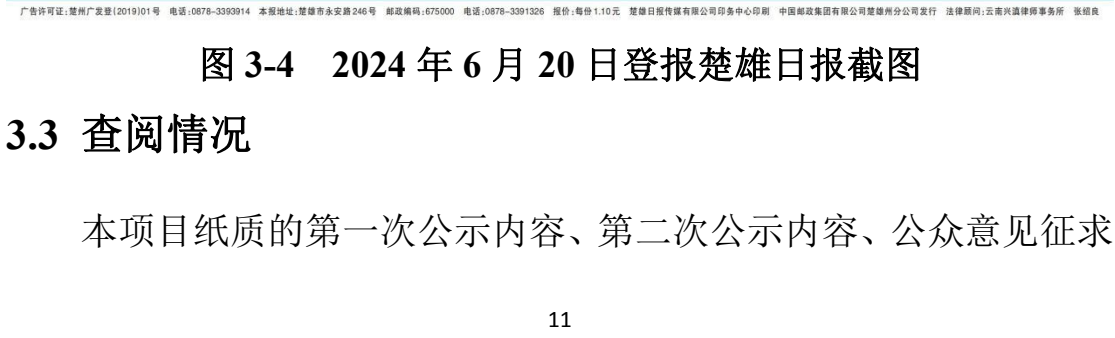 广告许可证:楚州广发登[2019]01号 电话:0878-3393914 本报地址:楚雄市永安路246号 邮政编码:675000 电话:0878-3391326 报价:每份1.10元 楚雄日报传媒有限公司印务中心印刷 中国邮政集团有限公司楚雄州分公司发行 法律顾问:云南兴滇律师事务所 张绍良
图 3-4 2024 年 6 月 20 日登报楚雄日报截图
3.3 查阅情况
本项目纸质的第一次公示内容、第二次公示内容、公众意见征求
11